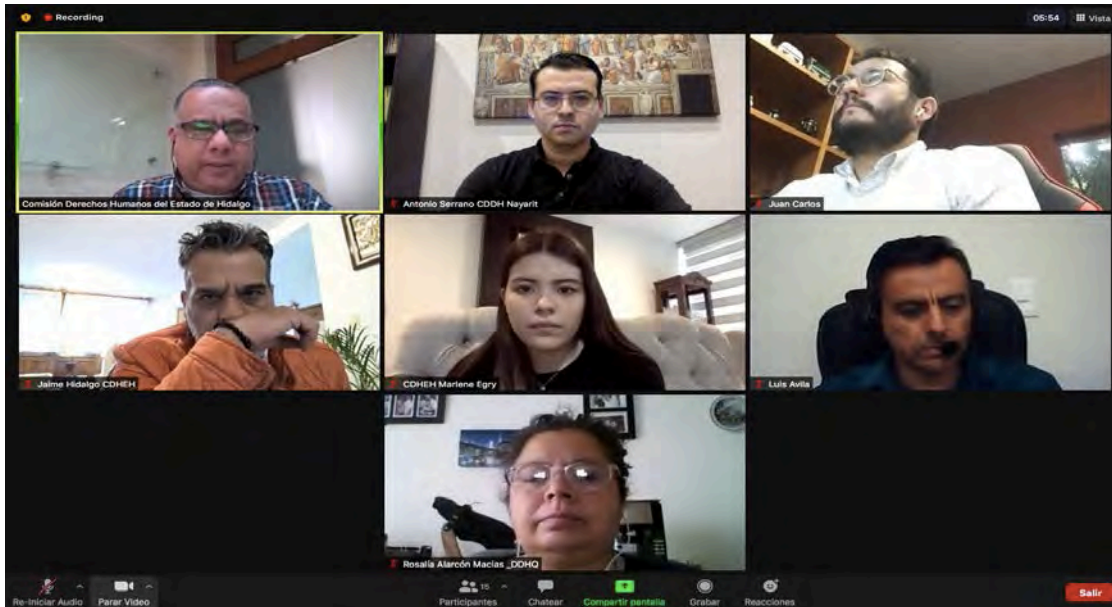 Recording
05:54
Vista
Comisión Derechos Humanos del Estado de Hidalgo
Antonio Serrano CDDH Nayarit
Juan Carlos
Jaime Hidalgo CDHEH
CDHEH Marlene Egry
Luis Avila
Rosalía Alarcón Macias _DDHQ
Re-Iniciar Audio
Parar Video
15
Participantes
Chatear
Compartir pantalla
Grabar
Reacciones
Salir